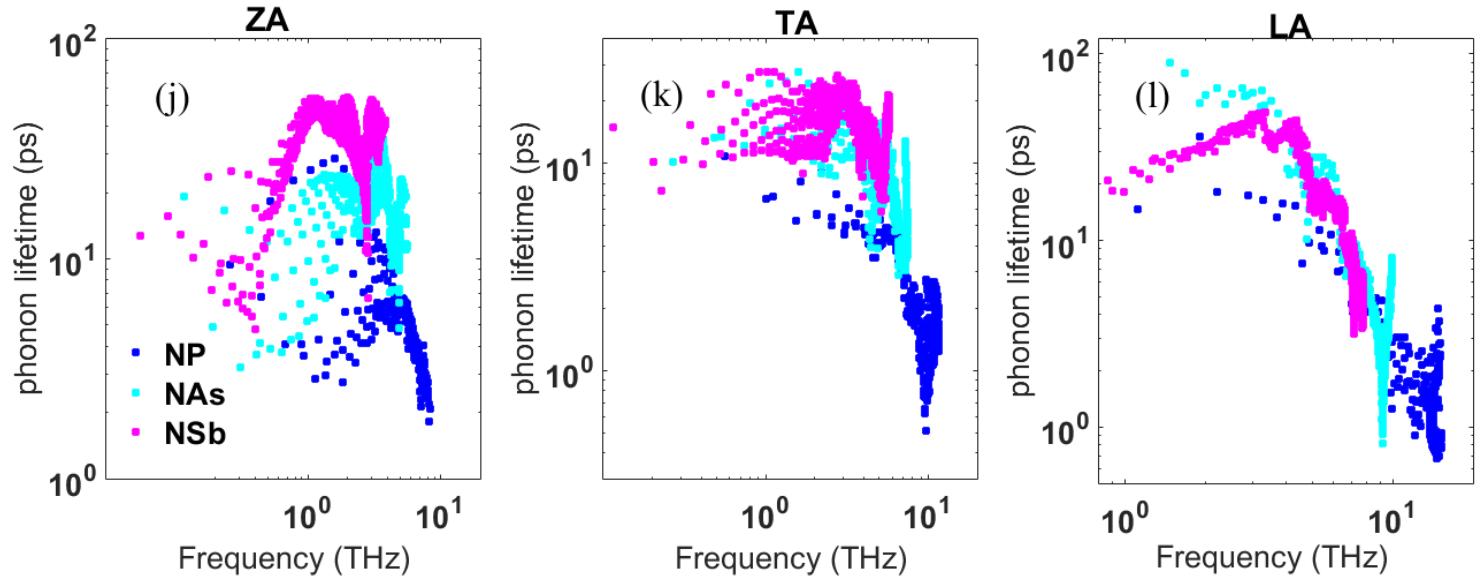 ZA
TA
LA
(j)
(k)
(l)
10²
10¹
10⁰
phonon lifetime (ps)
NP
NAs
NSb
10⁰
10¹
Frequency (THz)
10¹
10⁰
phonon lifetime (ps)
10⁰
10¹
Frequency (THz)
10²
10¹
10⁰
phonon lifetime (ps)
10⁰
10¹
Frequency (THz)